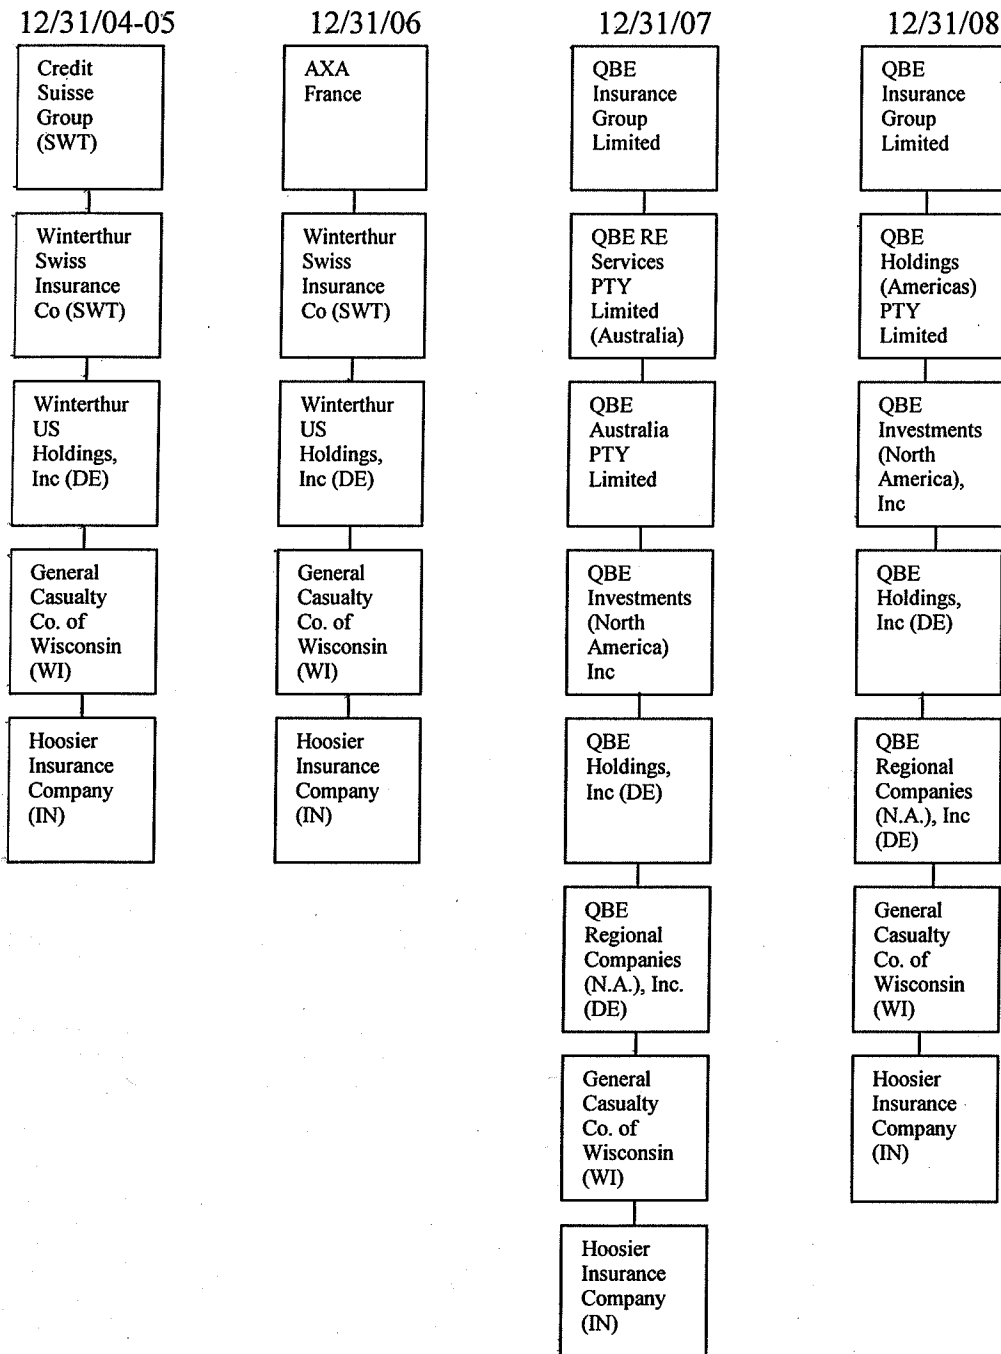 12/31/04-05
Credit
Suisse
Group
(SWT)
Winterthur
Swiss
Insurance
Co (SWT)
Winterthur
US
Holdings,
Inc (DE)
General
Casualty
Co. of
Wisconsin
(WI)
Hoosier
Insurance
Company
(IN)
12/31/06
AXA
France
Winterthur
Swiss
Insurance
Co (SWT)
Winterthur
US
Holdings,
Inc (DE)
General
Casualty
Co. of
Wisconsin
(WI)
Hoosier
Insurance
Company
(IN)
12/31/07
QBE
Insurance
Group
Limited
QBE RE
Services
PTY
Limited
(Australia)
QBE
Australia
PTY
Limited
QBE
Investments
(North
America)
Inc
QBE
Holdings,
Inc (DE)
QBE
Regional
Companies
(N.A.), Inc.
(DE)
General
Casualty
Co. of
Wisconsin
(WI)
Hoosier
Insurance
Company
(IN)
12/31/08
QBE
Insurance
Group
Limited
QBE
Holdings
(Americas)
PTY
Limited
QBE
Investments
(North
America),
Inc
QBE
Holdings,
Inc (DE)
QBE
Regional
Companies
(N.A.), Inc
(DE)
General
Casualty
Co. of
Wisconsin
(WI)
Hoosier
Insurance
Company
(IN)